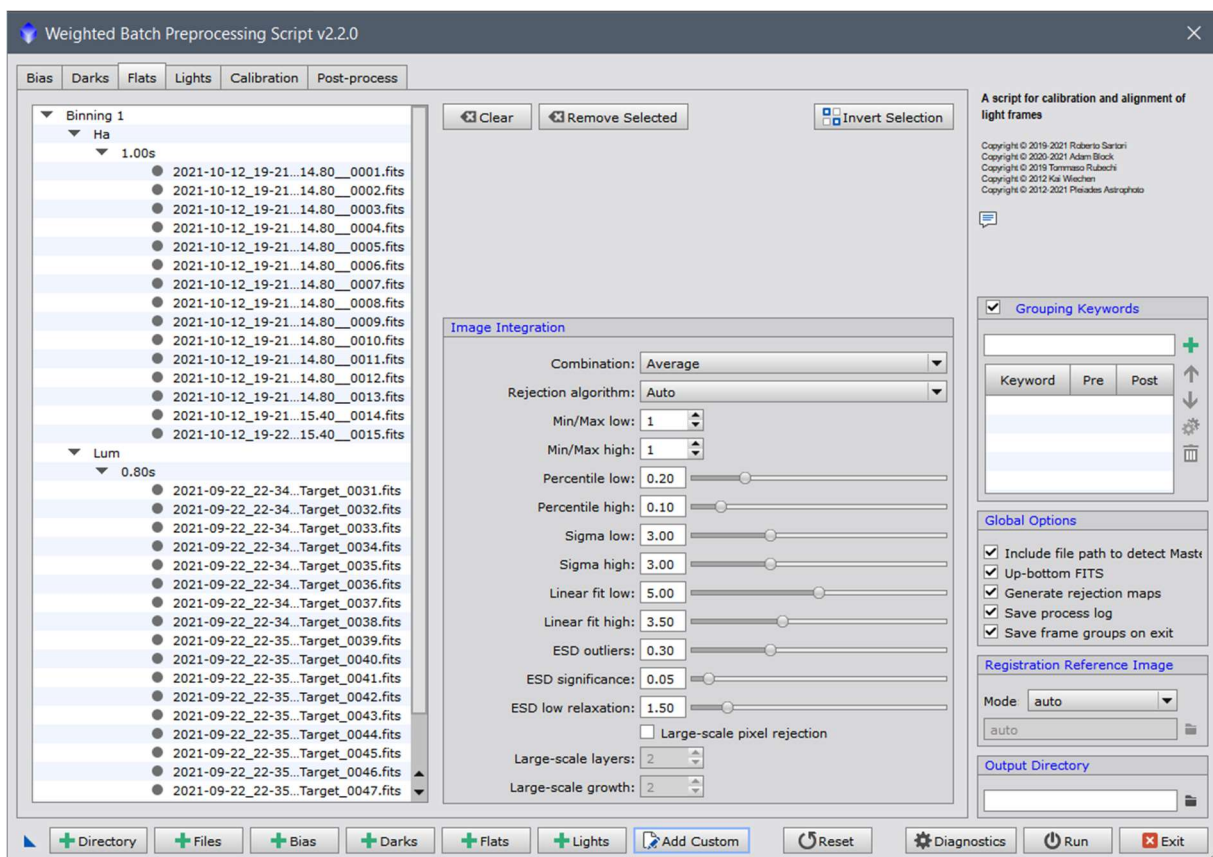 Weighted Batch Preprocessing Script v2.2.0
Bias Darks Flats Lights Calibration Post-process
Binning 1
Ha
1.00s
2021-10-12_19-21...14.80__0001.fits
2021-10-12_19-21...14.80__0002.fits
2021-10-12_19-21...14.80__0003.fits
2021-10-12_19-21...14.80__0004.fits
2021-10-12_19-21...14.80__0005.fits
2021-10-12_19-21...14.80__0006.fits
2021-10-12_19-21...14.80__0007.fits
2021-10-12_19-21...14.80__0008.fits
2021-10-12_19-21...14.80__0009.fits
2021-10-12_19-21...14.80__0010.fits
2021-10-12_19-21...14.80__0011.fits
2021-10-12_19-21...14.80__0012.fits
2021-10-12_19-21...14.80__0013.fits
2021-10-12_19-21...15.40__0014.fits
2021-10-12_19-22...15.40__0015.fits
Lum
0.80s
2021-09-22_22-34...Target_0031.fits
2021-09-22_22-34...Target_0032.fits
2021-09-22_22-34...Target_0033.fits
2021-09-22_22-34...Target_0034.fits
2021-09-22_22-34...Target_0035.fits
2021-09-22_22-34...Target_0036.fits
2021-09-22_22-34...Target_0037.fits
2021-09-22_22-34...Target_0038.fits
2021-09-22_22-35...Target_0039.fits
2021-09-22_22-35...Target_0040.fits
2021-09-22_22-35...Target_0041.fits
2021-09-22_22-35...Target_0042.fits
2021-09-22_22-35...Target_0043.fits
2021-09-22_22-35...Target_0044.fits
2021-09-22_22-35...Target_0045.fits
2021-09-22_22-35...Target_0046.fits
2021-09-22_22-35...Target_0047.fits
Clear Remove Selected Invert Selection
Image Integration
Combination: Average
Rejection algorithm: Auto
Min/Max low: 1
Min/Max high: 1
Percentile low: 0.20
Percentile high: 0.10
Sigma low: 3.00
Sigma high: 3.00
Linear fit low: 5.00
Linear fit high: 3.50
ESD outliers: 0.30
ESD significance: 0.05
ESD low relaxation: 1.50
Large-scale pixel rejection
Large-scale layers: 2
Large-scale growth: 2
A script for calibration and alignment of
light frames
Copyright © 2019-2021 Roberto Sartori
Copyright © 2020-2021 Adam Block
Copyright © 2019 Tommaso Rubechi
Copyright © 2012 Kai Wiechen
Copyright © 2012-2021 Pleiades Astrophoto
Grouping Keywords
Keyword Pre Post
Global Options
Include file path to detect Maste
Up-bottom FITS
Generate rejection maps
Save process log
Save frame groups on exit
Registration Reference Image
Mode: auto
auto
Output Directory
Directory Files Bias Darks Flats Lights Add Custom Reset Diagnostics Run Exit